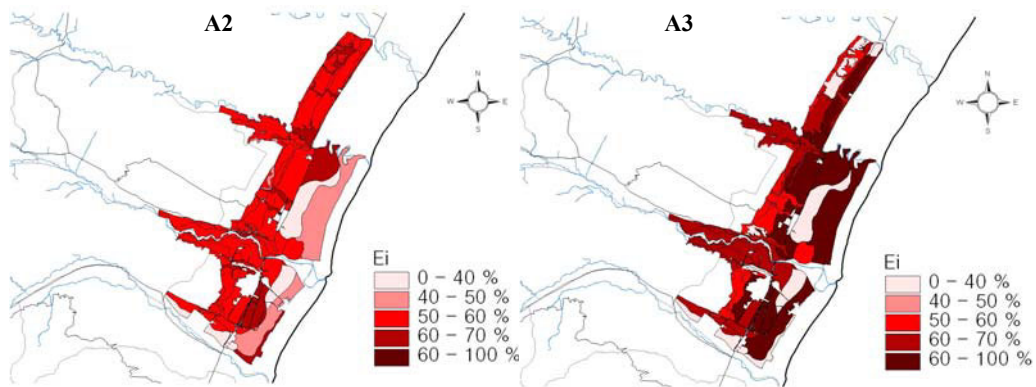 A2
N
W E
S
Ei
0 – 40 %
40 – 50 %
50 – 60 %
60 – 70 %
60 – 100 %
A3
N
W E
S
Ei
0 – 40 %
40 – 50 %
50 – 60 %
60 – 70 %
60 – 100 %